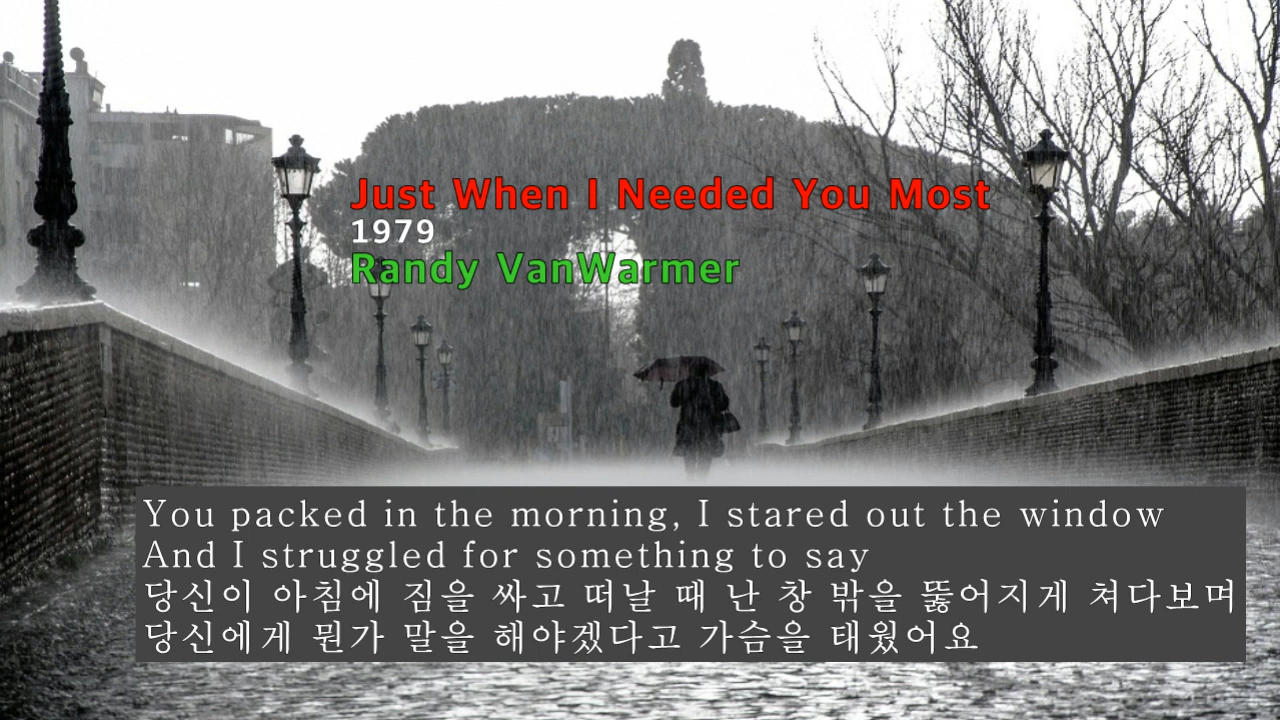 Just When I Needed You Most
1979
Randy VanWarmer
You packed in the morning, I stared out the window
And I struggled for something to say
당신이 아침에 짐을 싸고 떠날 때 난 창 밖을 뚫어지게 쳐다보며
당신에게 뭔가 말을 해야겠다고 가슴을 태웠어요